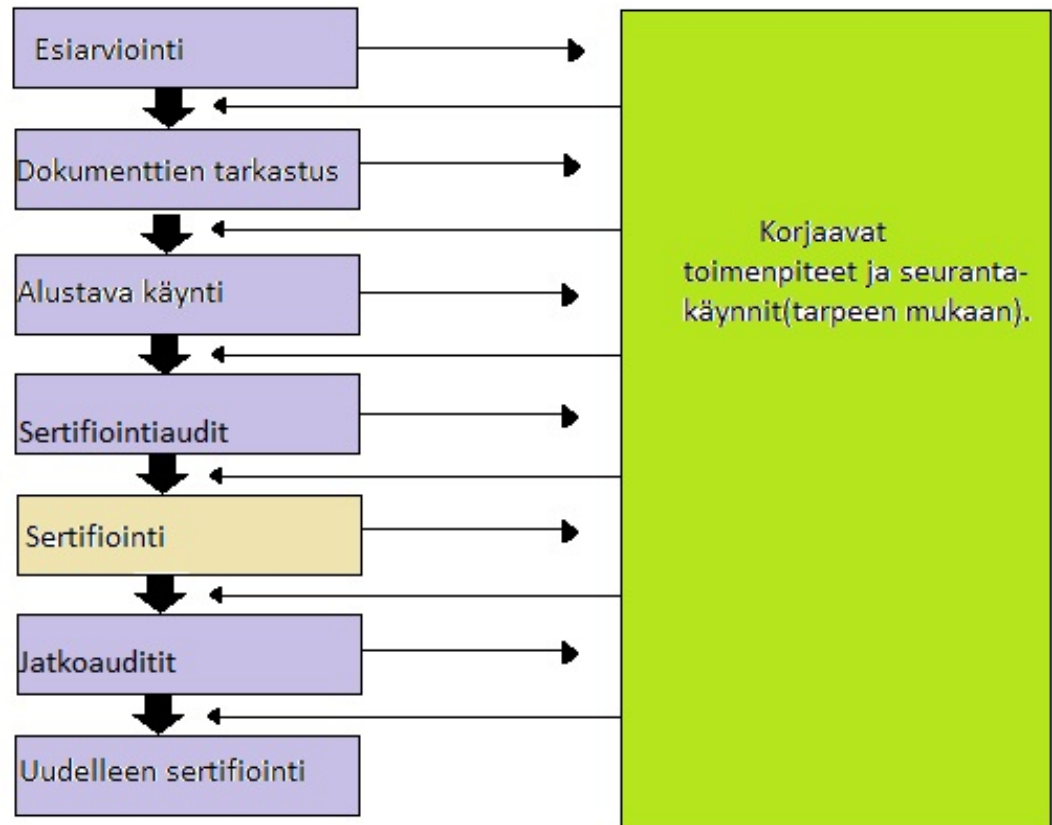 Esiarviointi
Dokumenttien tarkastus
Alustava käynti
Sertifiointiaudit
Sertifiointi
Jatkoauditit
Uudelleen sertifiointi
Korjaavat
toimenpiteet ja seuranta-
käynnit(tarpeen mukaan).